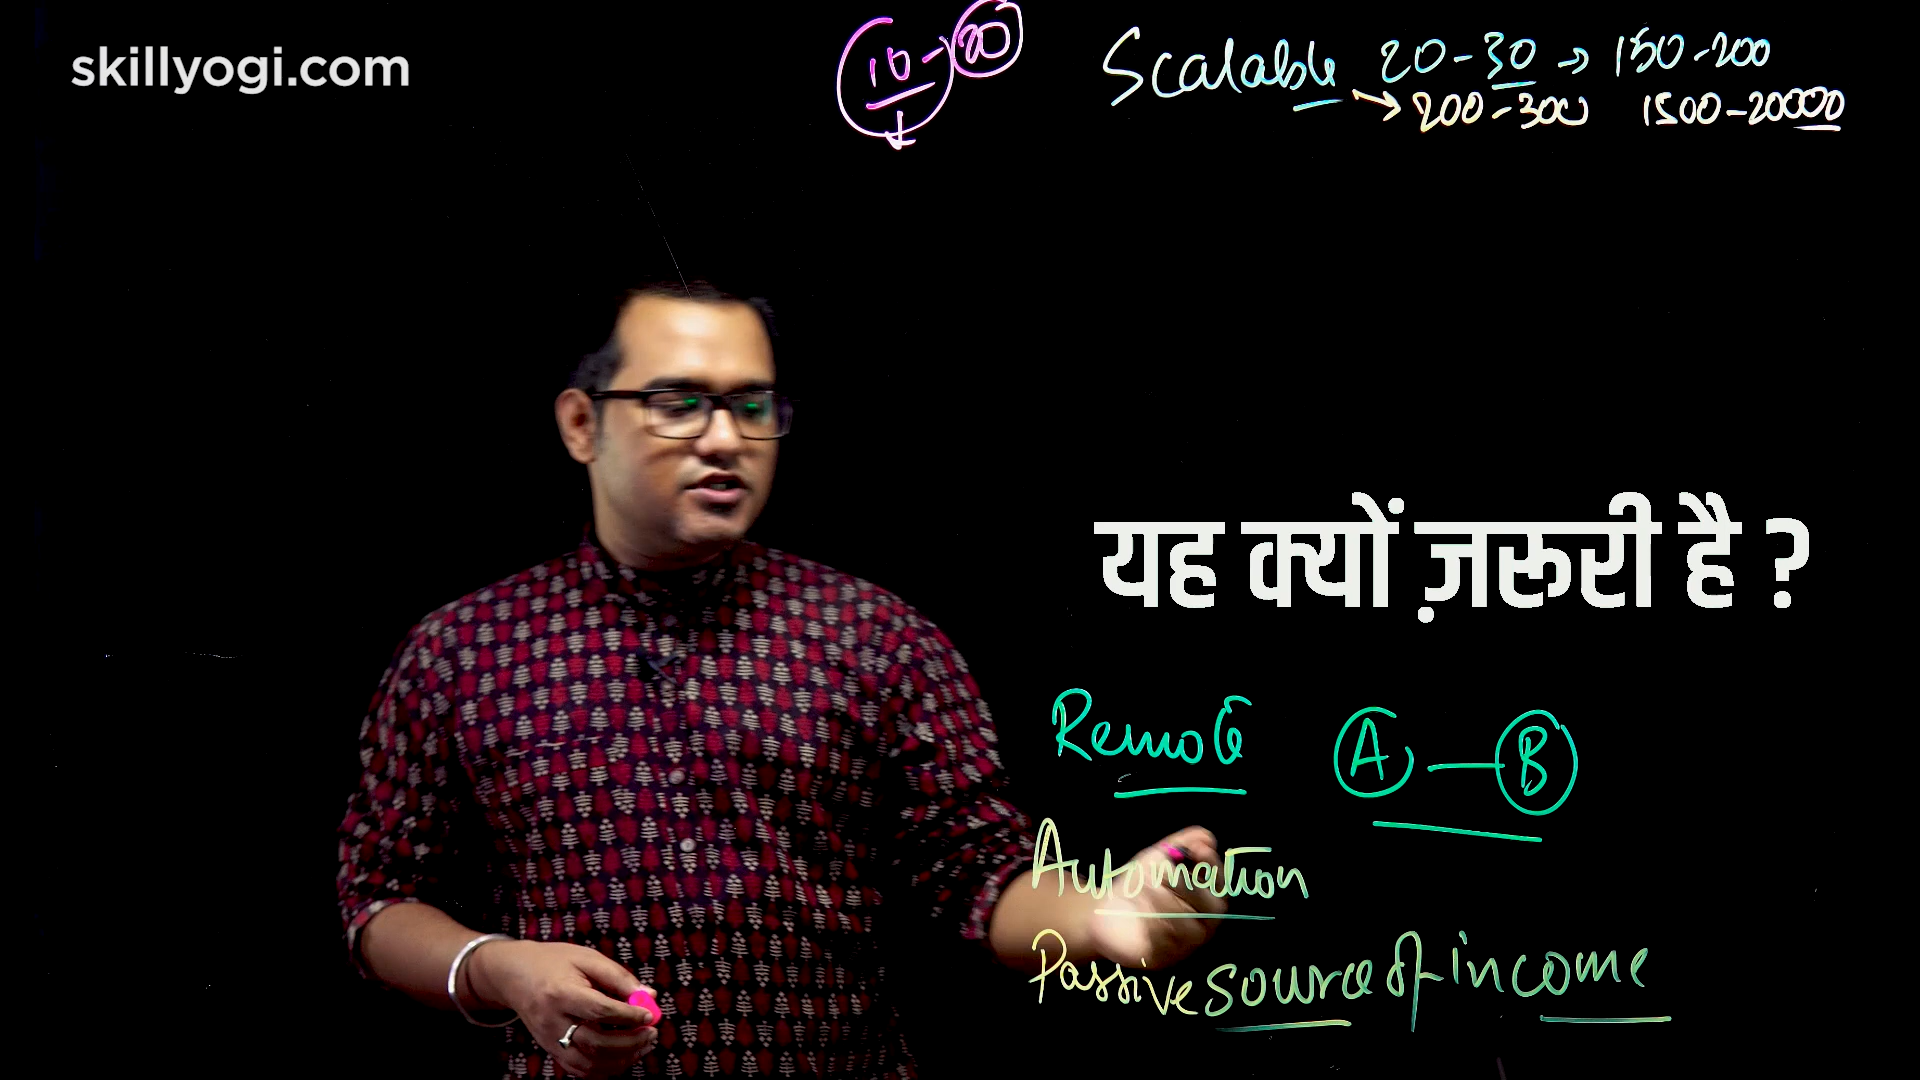 skillyogi.com
10-20
Scalable 20-30 → 150-200
→ 200-300 1500-20000
यह क्यों ज़रूरी है ?
Remote A — B
Automation
Passive source of income